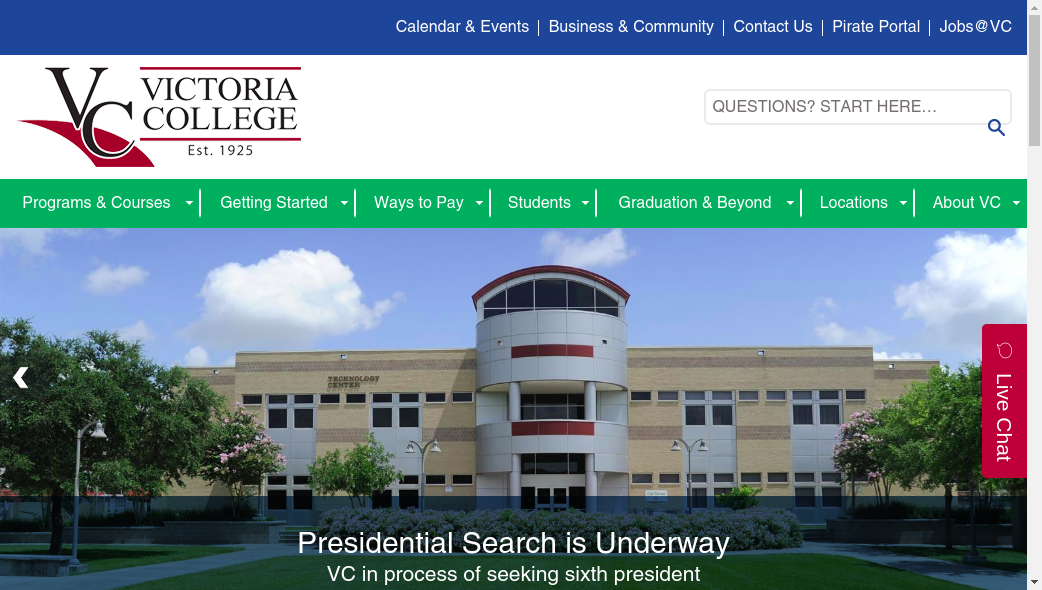 Calendar & Events | Business & Community | Contact Us | Pirate Portal | Jobs@VC
VC VICTORIA
COLLEGE
Est. 1925
QUESTIONS? START HERE...
Programs & Courses Getting Started Ways to Pay Students Graduation & Beyond Locations About VC
TECHNOLOGY
CENTER
Live Chat
Presidential Search is Underway
VC in process of seeking sixth president